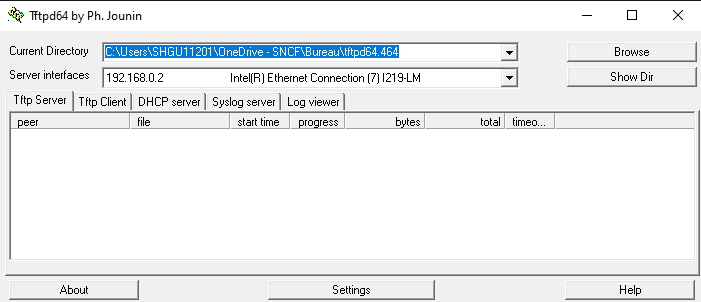 Tftpd64 by Ph. Jounin
Current Directory C:\Users\SHGU11201\OneDrive - SNCF\Bureau\tftpd64.464 Browse
Server interfaces 192.168.0.2 Intel(R) Ethernet Connection (7) I219-LM Show Dir
Tftp Server Tftp Client DHCP server Syslog server Log viewer
peer file start time progress bytes total timeo...
About Settings Help